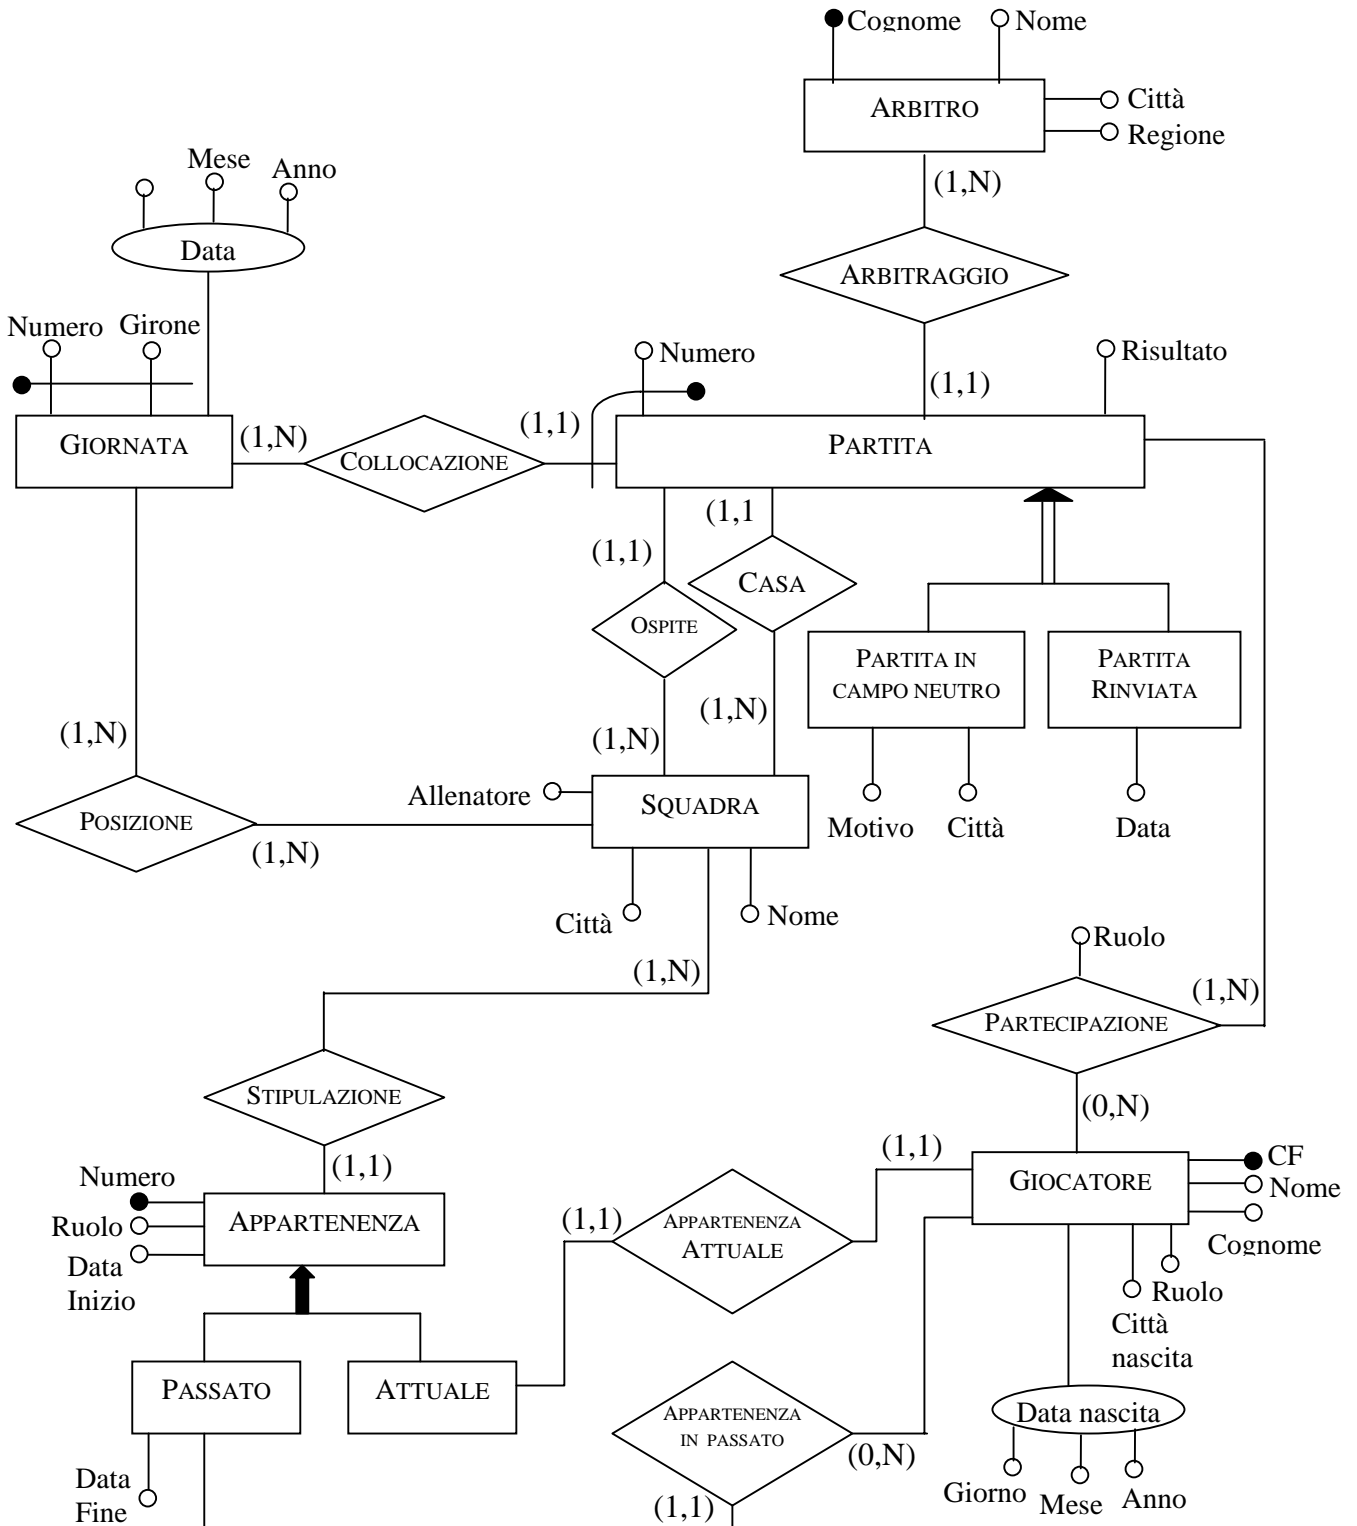 Cognome
Nome
ARBITRO
Città
Regione
(1,N)
Mese
Anno
Data
ARBITRAGGIO
Numero
Girone
Numero
Risultato
(1,1)
GIORNATA
(1,N)
COLLOCAZIONE
(1,1)
PARTITA
(1,1
(1,1)
CASA
OSPITE
PARTITA IN
CAMPO NEUTRO
PARTITA
RINVIATA
(1,N)
(1,N)
(1,N)
Allenatore
SQUADRA
Motivo
Città
Data
POSIZIONE
(1,N)
Città
Nome
Ruolo
(1,N)
(1,N)
PARTECIPAZIONE
STIPULAZIONE
(0,N)
(1,1)
(1,1)
CF
Numero
GIOCATORE
Nome
Ruolo
APPARTENENZA
(1,1)
APPARTENENZA
ATTUALE
Cognome
Data
Inizio
Ruolo
Città
nascita
PASSATO
ATTUALE
APPARTENENZA
IN PASSATO
Data nascita
(0,N)
Data
Fine
(1,1)
Giorno
Mese
Anno